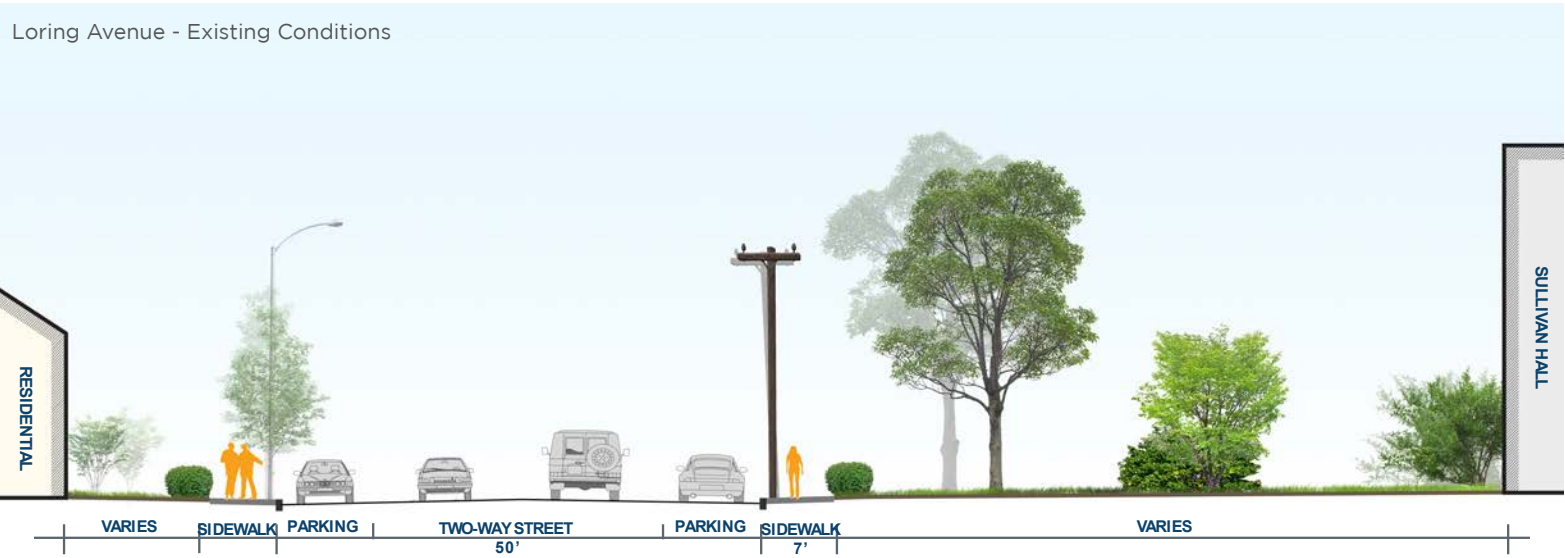 Loring Avenue - Existing Conditions
RESIDENTIAL
SULLIVAN HALL
VARIES
SIDEWALK
PARKING
TWO-WAY STREET
50’
PARKING
SIDEWALK
7’
VARIES